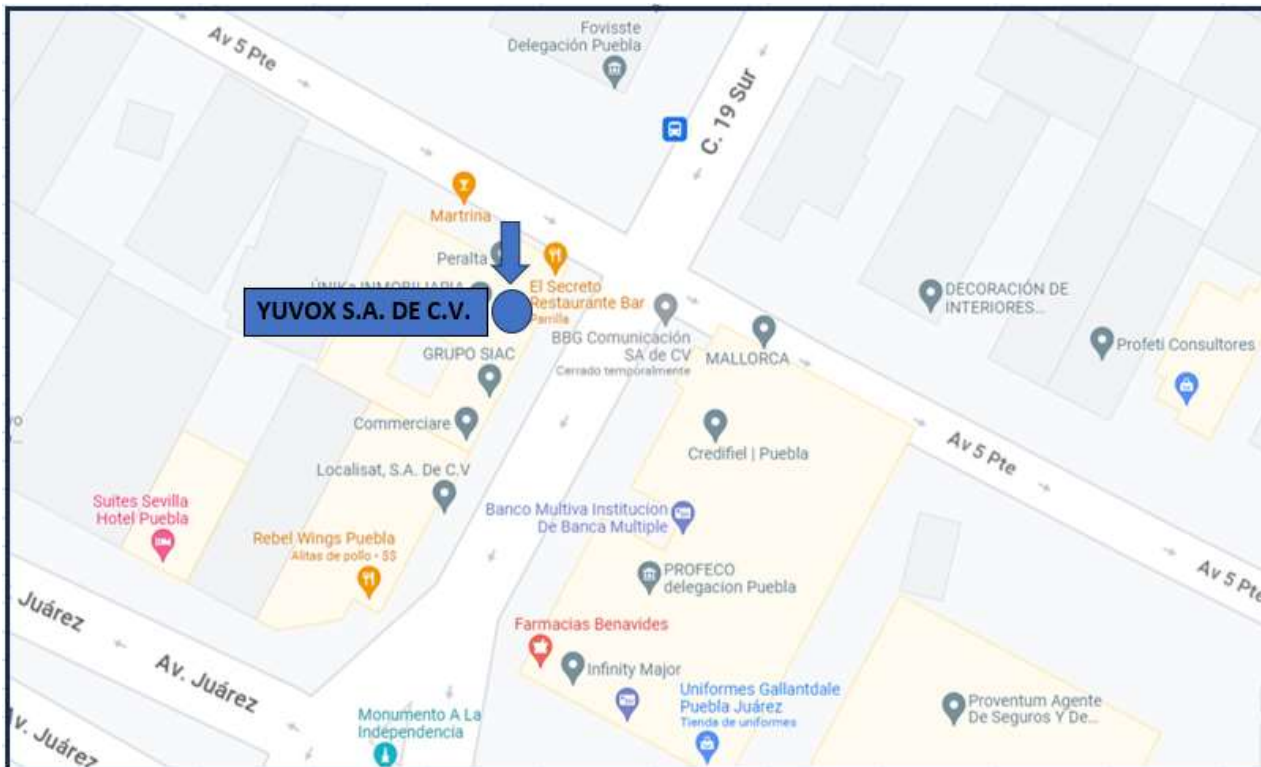 Fovisste
Delegación Puebla
Av 5 Pte
C. 19 Sur
Martrina
Peralta
ÚNIKa INMOBILIARIA
YUVOX S.A. DE C.V.
El Secreto
Restaurante Bar
Parrilla
BBG Comunicación
SA de CV
Cerrado temporalmente
MALLORCA
DECORACIÓN DE
INTERIORES...
Profeti Consultores
GRUPO SIAC
Commerciare
Localisat, S.A. De C.V
Credifiel | Puebla
Av 5 Pte
Suites Sevilla
Hotel Puebla
Rebel Wings Puebla
Alitas de pollo • $$
Banco Multiva Institucion
De Banca Multiple
PROFECO
delegacion Puebla
Av 5 Pte
Juárez
Av. Juárez
Farmacias Benavides
Infinity Major
Uniformes Gallantdale
Puebla Juárez
Tienda de uniformes
Proventum Agente
De Seguros Y De...
Monumento A La
Independencia
Av. Juárez